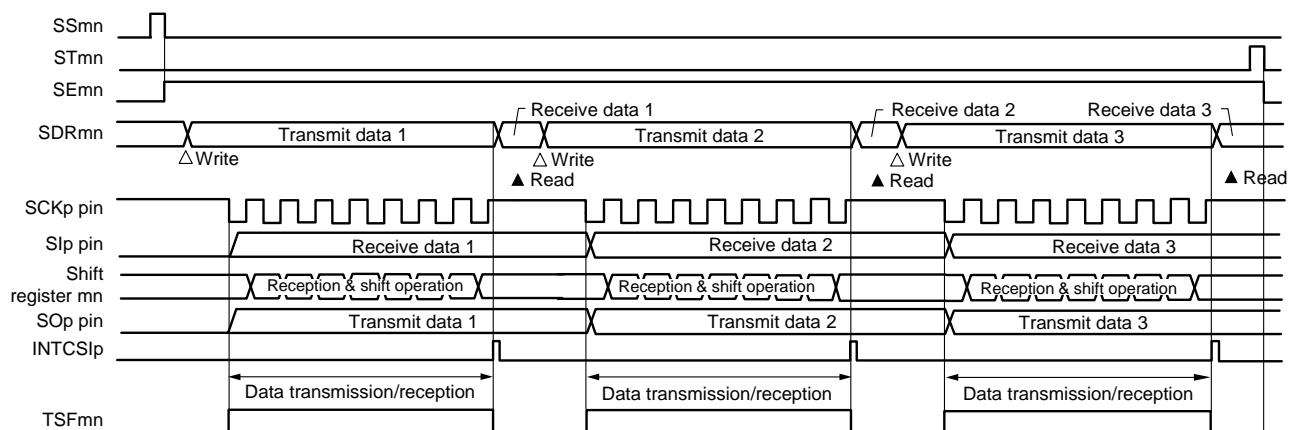 SSmn
STmn
SEmn
Receive data 1 Receive data 2 Receive data 3
SDRmn Transmit data 1 Transmit data 2 Transmit data 3
△Write △ Write △ Write
▲ Read ▲ Read ▲ Read
SCKp pin
SIp pin Receive data 1 Receive data 2 Receive data 3
Shift
register mn Reception & shift operation Reception & shift operation Reception & shift operation
SOp pin Transmit data 1 Transmit data 2 Transmit data 3
INTCSIp
Data transmission/reception Data transmission/reception Data transmission/reception
TSFmn